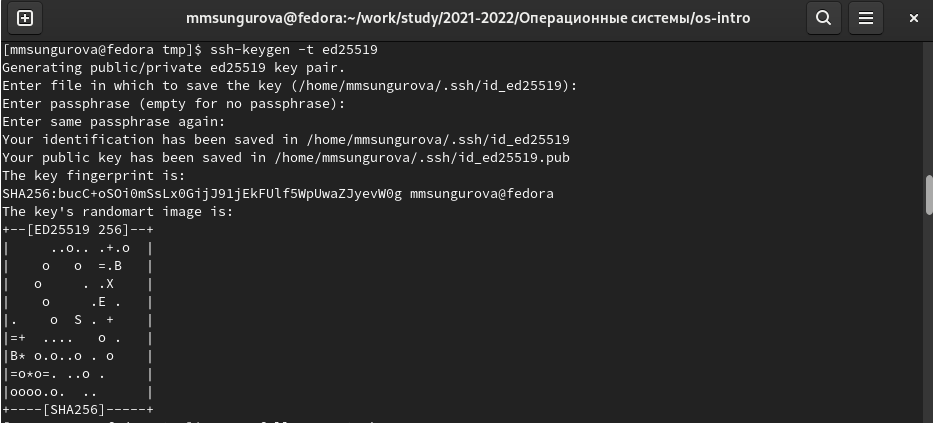 mmsungurova@fedora:~/work/study/2021-2022/Операционные системы/os-intro
[mmsungurova@fedora tmp]$ ssh-keygen -t ed25519
Generating public/private ed25519 key pair.
Enter file in which to save the key (/home/mmsungurova/.ssh/id_ed25519):
Enter passphrase (empty for no passphrase):
Enter same passphrase again:
Your identification has been saved in /home/mmsungurova/.ssh/id_ed25519
Your public key has been saved in /home/mmsungurova/.ssh/id_ed25519.pub
The key fingerprint is:
SHA256:bucC+oSOi0mSsLx0GijJ91jEkFUlf5WpUwaZJyevW0g mmsungurova@fedora
The key's randomart image is:
+--[ED25519 256]--+
|     ..o.. .+.o  |
|    o   o  =.B   |
|   o     . .X    |
|    o     .E .   |
|.    o  S . +    |
|=+  ....   o .   |
|B* o.o..o . o    |
|=o*o=. ..o .     |
|oooo.o.  ..      |
+----[SHA256]-----+